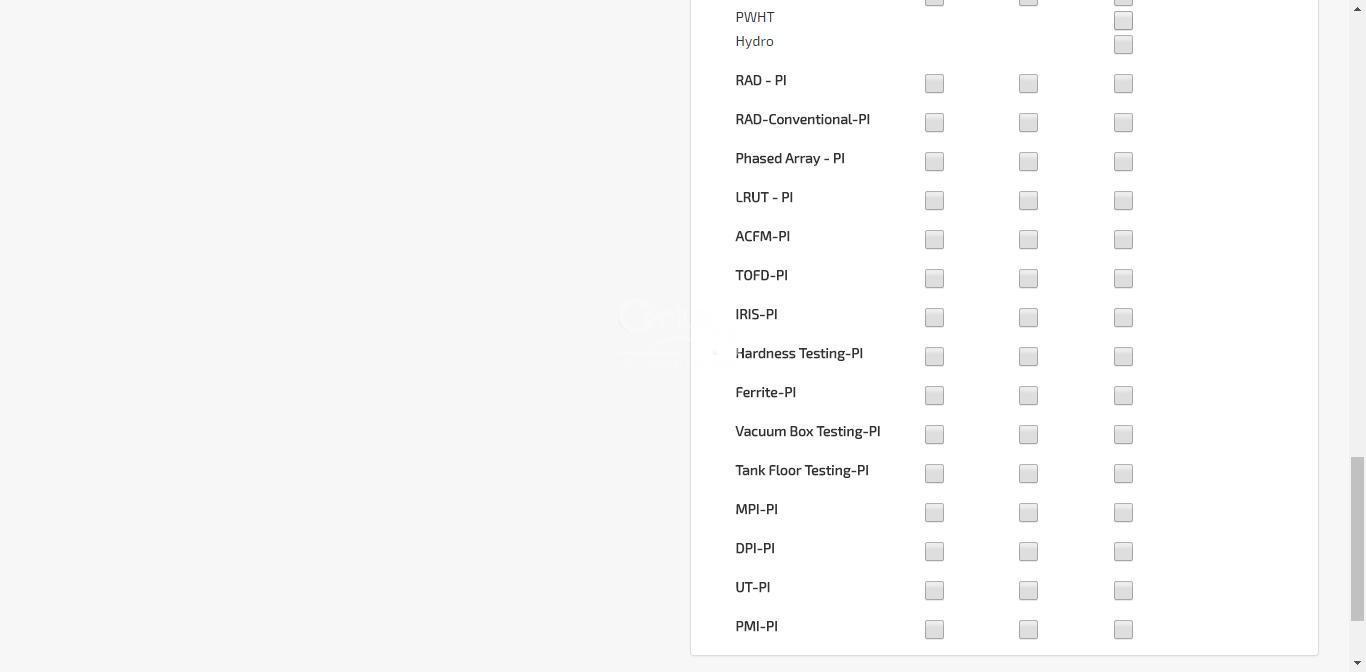 PWHT
Hydro
RAD - PI
RAD-Conventional-PI
Phased Array - PI
LRUT - PI
ACFM-PI
TOFD-PI
IRIS-PI
Hardness Testing-PI
Ferrite-PI
Vacuum Box Testing-PI
Tank Floor Testing-PI
MPI-PI
DPI-PI
UT-PI
PMI-PI